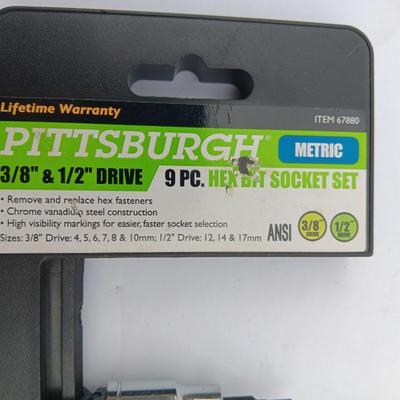 Lifetime Warranty
ITEM 67880
PITTSBURGH®
METRIC
3/8" & 1/2" DRIVE 9 PC. HEX BIT SOCKET SET
• Remove and replace hex fasteners
• Chrome vanadium steel construction
• High visibility markings for easier, faster socket selection
Sizes: 3/8" Drive: 4, 5, 6, 7, 8 & 10mm; 1/2" Drive: 12, 14 & 17mm
ANSI
3/8"
DRIVE
1/2"
DRIVE